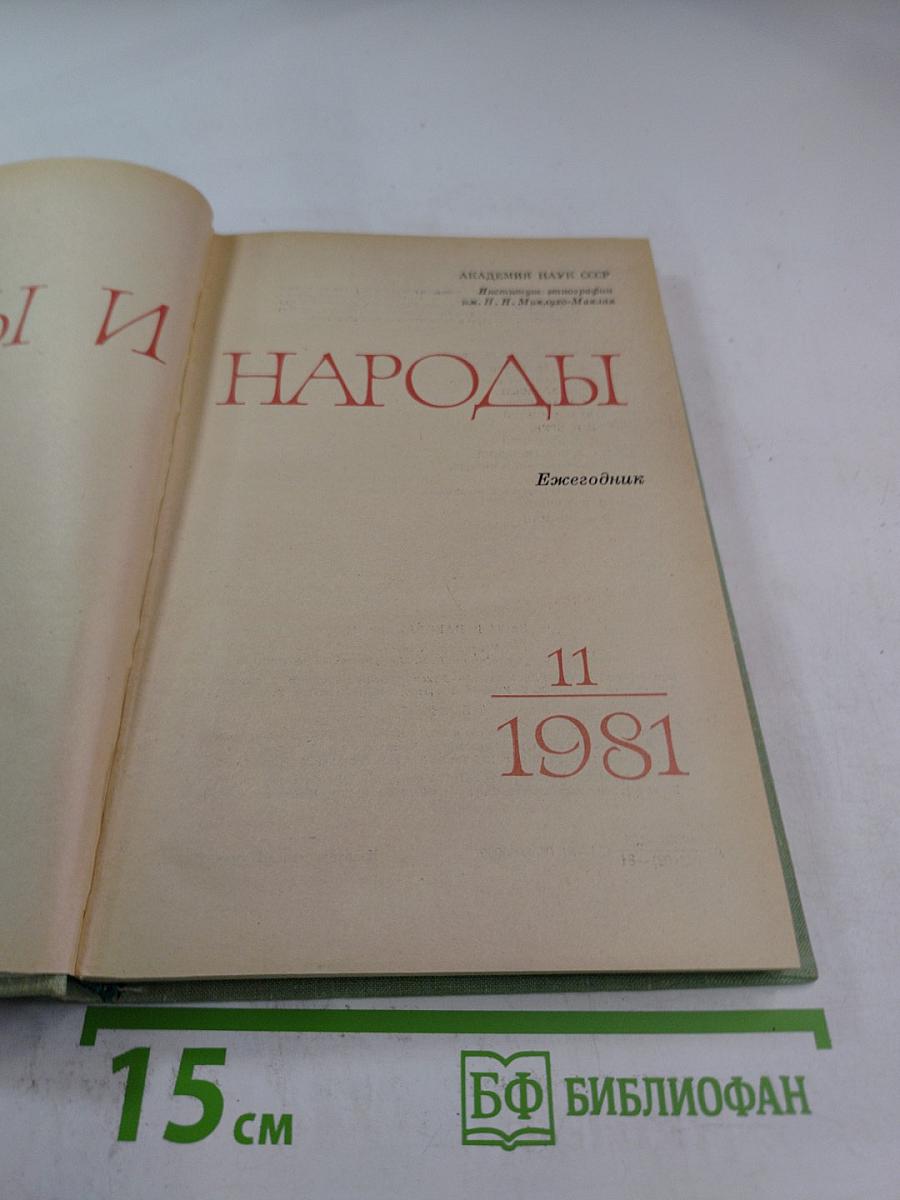 Ы И
АКАДЕМИЯ НАУК СССР
Институт этнографии
им. Н. Н. Миклухо-Маклая
НАРОДЫ
Ежегодник
11
1981
15 см
БФ БИБЛИОФАН